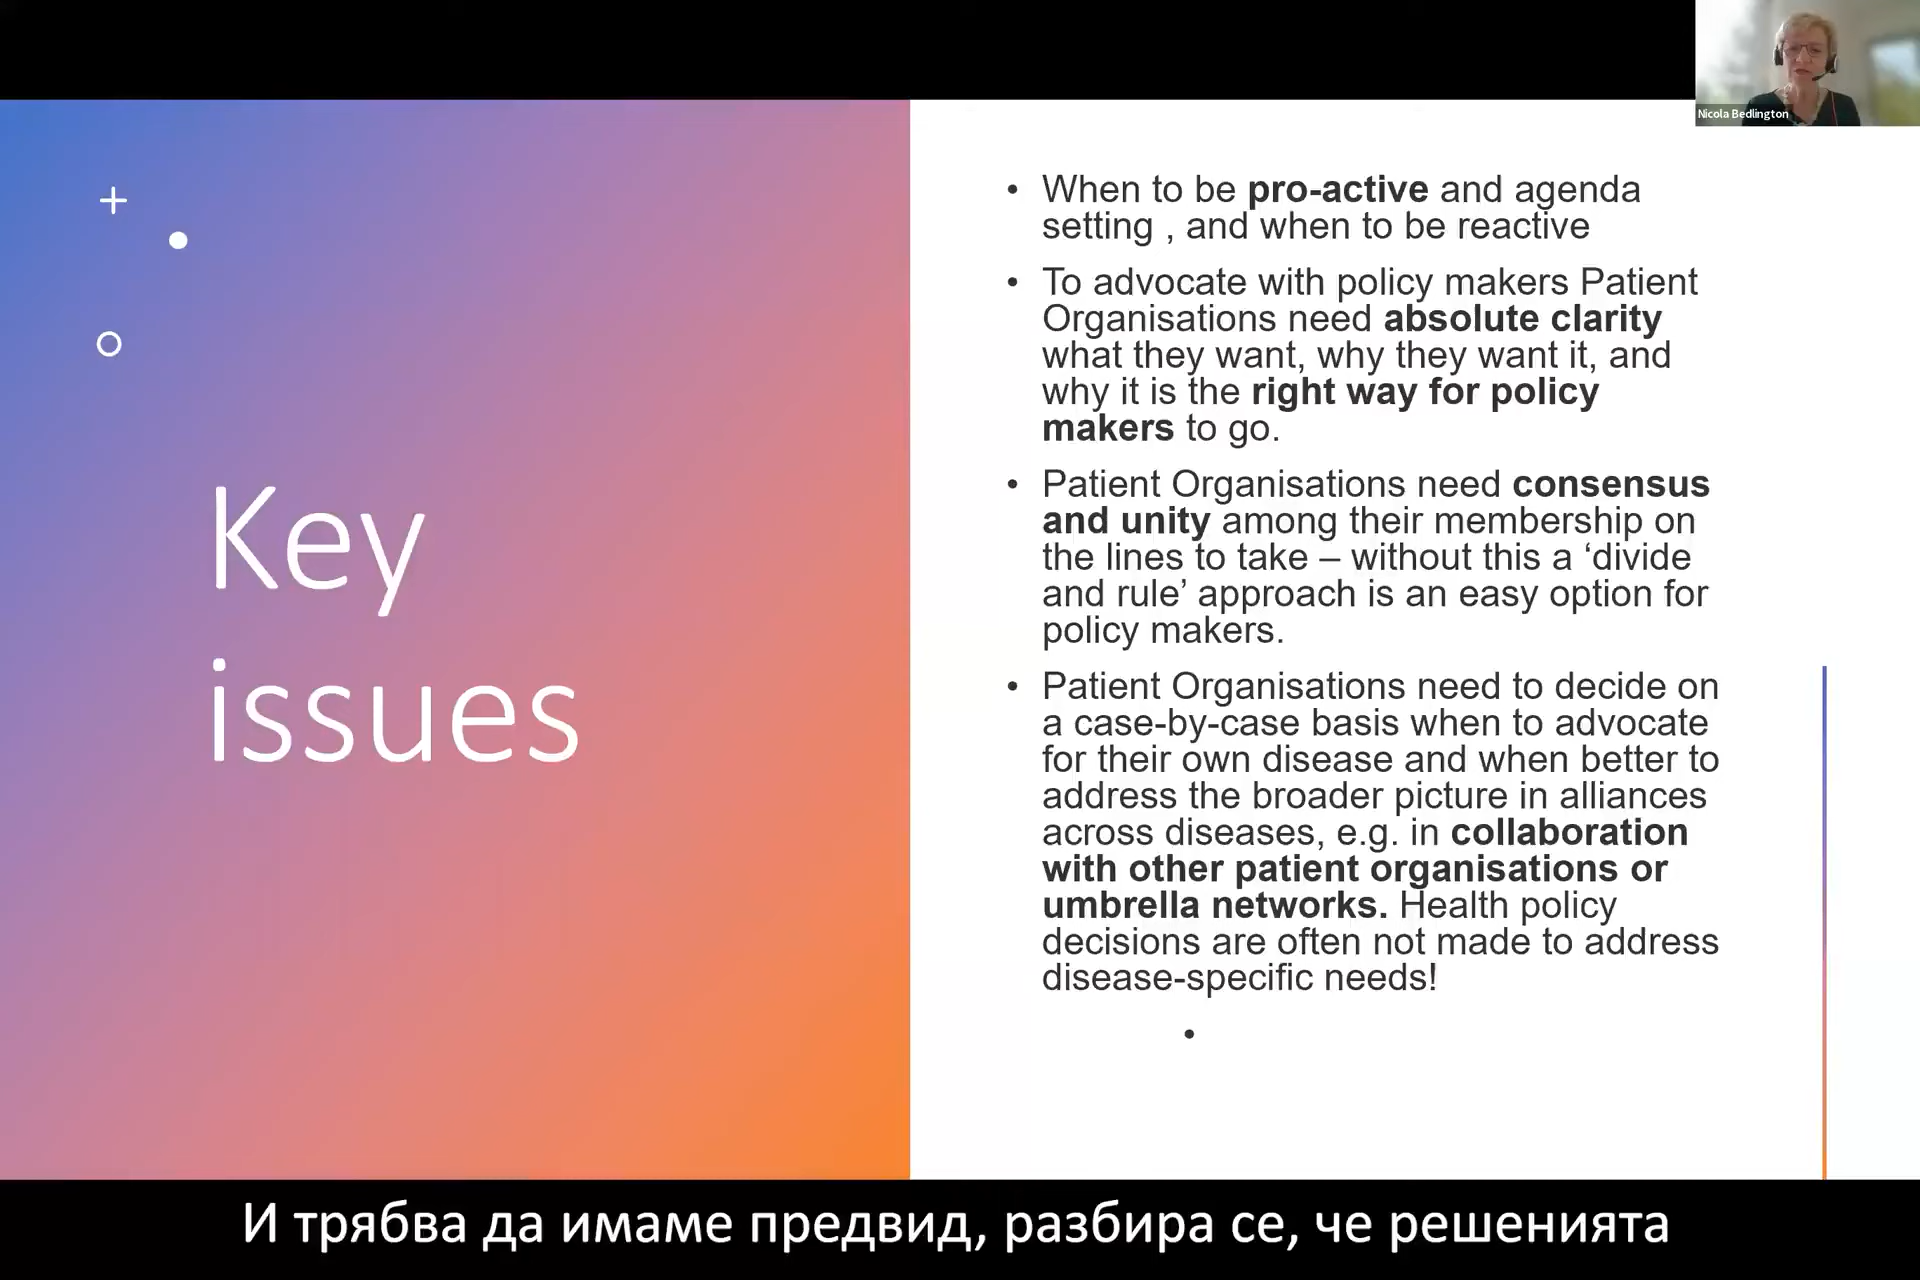 Nicola Bedlington
Key
issues
• When to be pro-active and agenda
setting , and when to be reactive
• To advocate with policy makers Patient
Organisations need absolute clarity
what they want, why they want it, and
why it is the right way for policy
makers to go.
• Patient Organisations need consensus
and unity among their membership on
the lines to take – without this a ‘divide
and rule’ approach is an easy option for
policy makers.
• Patient Organisations need to decide on
a case-by-case basis when to advocate
for their own disease and when better to
address the broader picture in alliances
across diseases, e.g. in collaboration
with other patient organisations or
umbrella networks. Health policy
decisions are often not made to address
disease-specific needs!
•
И трябва да имаме предвид, разбира се, че решенията